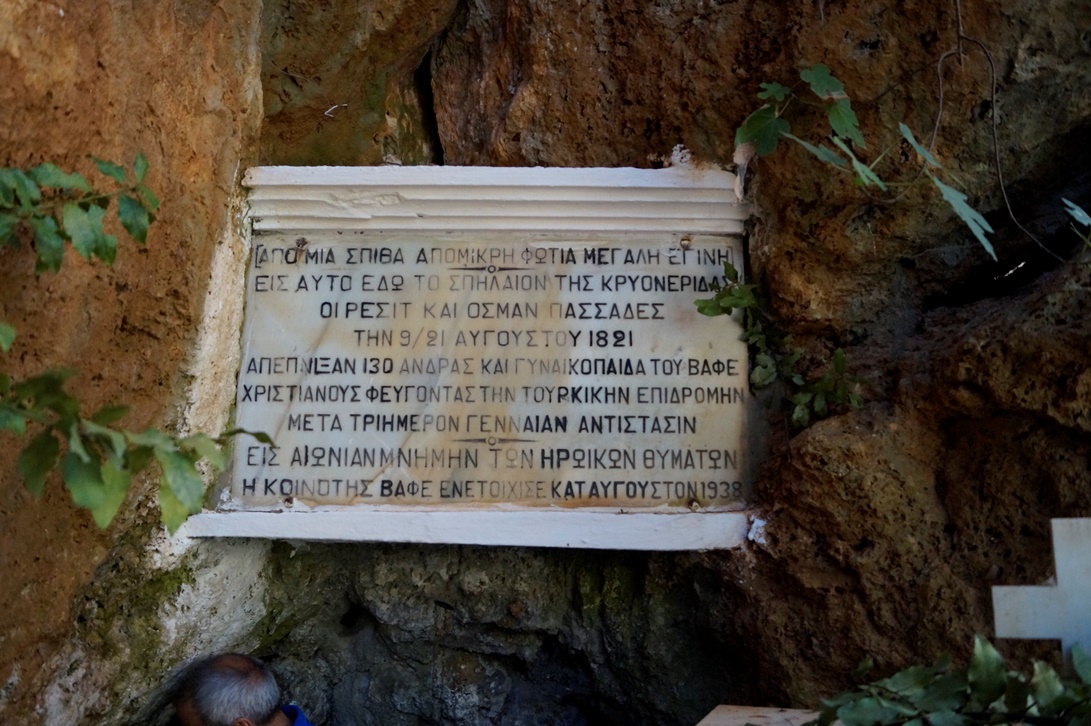 [ΑΠΟ ΜΙΑ ΣΠΙΘΑ ΑΠΟΜΙΚΡΗ ΦΩΤΙΑ ΜΕΓΑΛΗ ΕΓΙΝΗ]
ΕΙΣ ΑΥΤΟ ΕΔΩ ΤΟ ΣΠΗΛΑΙΟΝ ΤΗΣ ΚΡΥΟΝΕΡΙΔΑΣ
ΟΙ ΡΕΣΙΤ ΚΑΙ ΟΣΜΑΝ ΠΑΣΣΑΔΕΣ
ΤΗΝ 9/21 ΑΥΓΟΥΣΤΟΥ 1821
ΑΠΕΠΝΙΞΑΝ 130 ΑΝΔΡΑΣ ΚΑΙ ΓΥΝΑΙΚΟΠΑΙΔΑ ΤΟΥ ΒΑΦΕ
ΧΡΙΣΤΙΑΝΟΥΣ ΦΕΥΓΟΝΤΑΣ ΤΗΝ ΤΟΥΡΚΙΚΗΝ ΕΠΙΔΡΟΜΗΝ
ΜΕΤΑ ΤΡΙΗΜΕΡΟΝ ΓΕΝΝΑΙΑΝ ΑΝΤΙΣΤΑΣΙΝ
ΕΙΣ ΑΙΩΝΙΑΝ ΜΝΗΜΗΝ ΤΩΝ ΗΡΩΙΚΩΝ ΘΥΜΑΤΩΝ
Η ΚΟΙΝΟΤΗΣ ΒΑΦΕ ΕΝΕΤΟΙΧΙΣΕ ΚΑΤ ΑΥΓΟΥΣΤΟΝ 1938